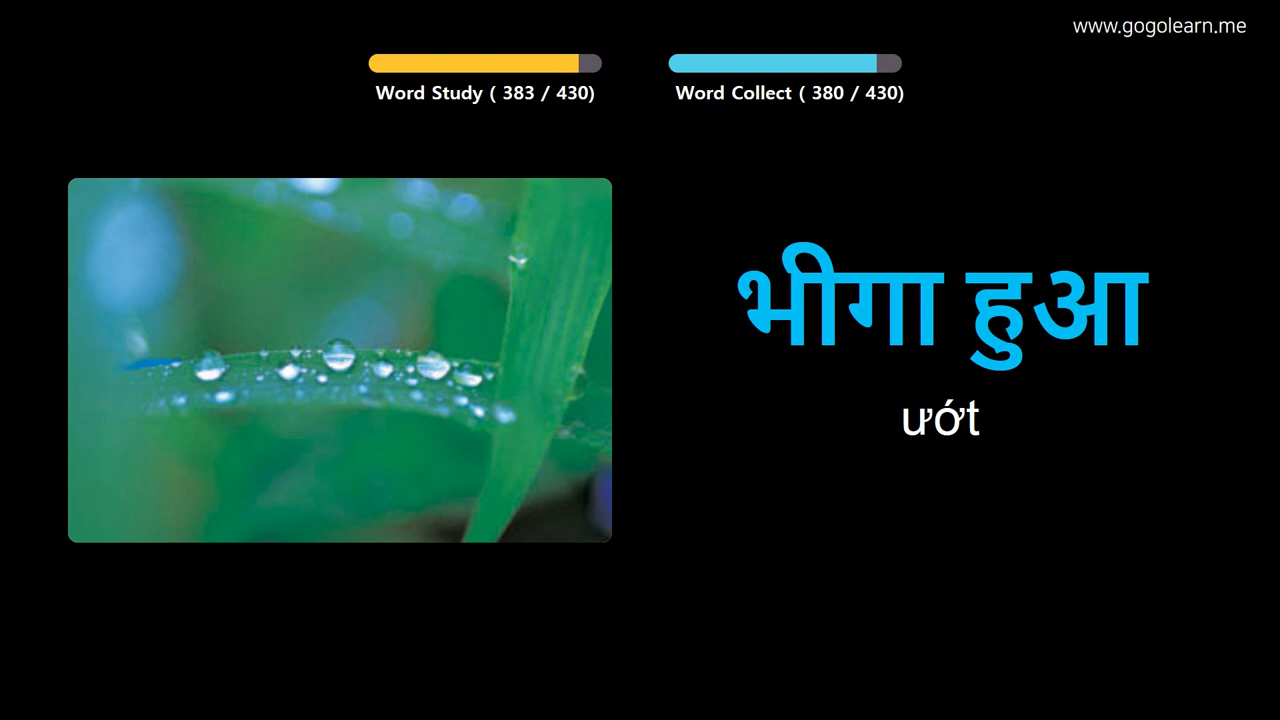 www.gogolearn.me
Word Study ( 383 / 430)
Word Collect ( 380 / 430)
भीगा हुआ
ướt